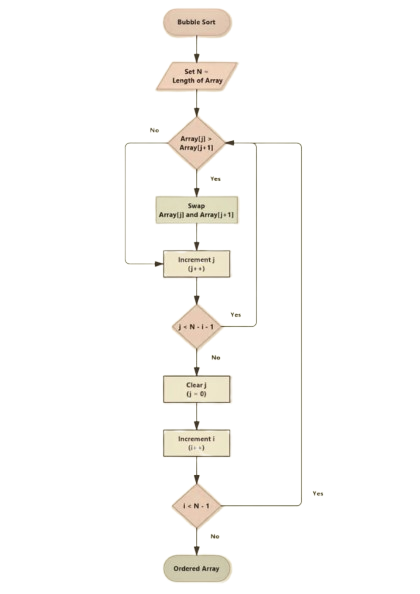 Bubble Sort
Set N =
Length of Array
No
Array[j] >
Array[j+1]
Yes
Swap
Array[j] and Array[j+1]
Increment j
(j++)
Yes
j < N - i - 1
No
Clear j
(j = 0)
Increment i
(i++)
Yes
i < N - 1
No
Ordered Array